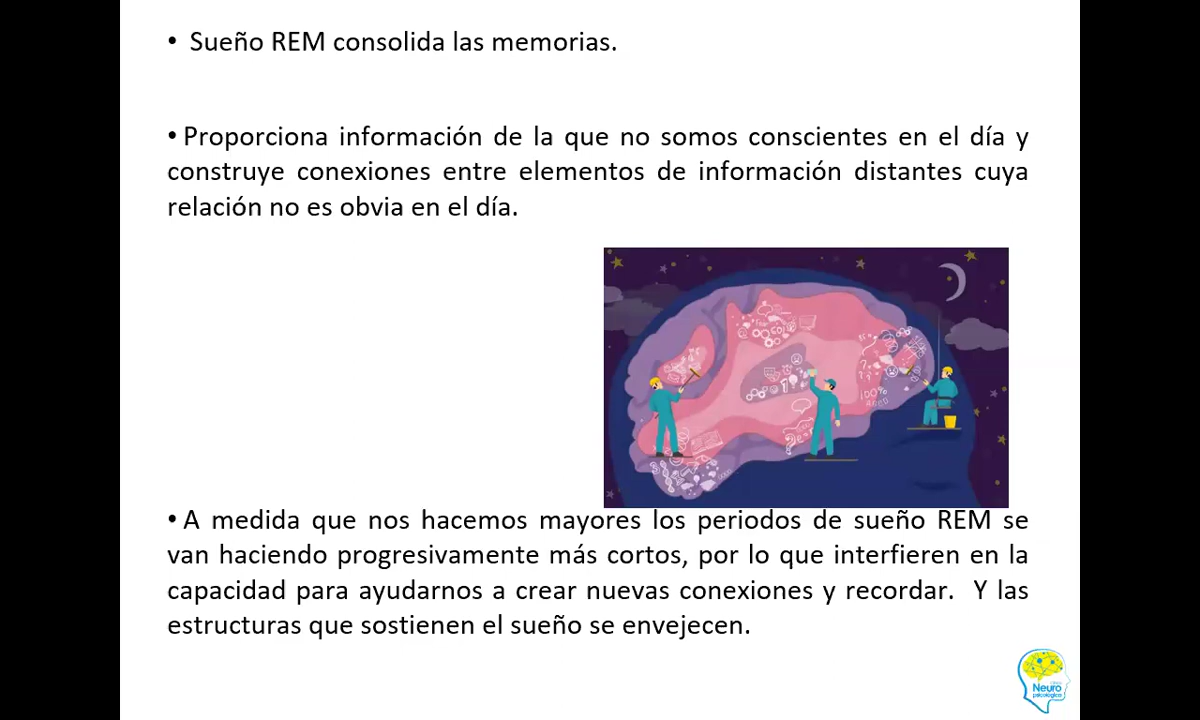 • Sueño REM consolida las memorias.
• Proporciona información de la que no somos conscientes en el día y
construye conexiones entre elementos de información distantes cuya
relación no es obvia en el día.
100%
• A medida que nos hacemos mayores los periodos de sueño REM se
van haciendo progresivamente más cortos, por lo que interfieren en la
capacidad para ayudarnos a crear nuevas conexiones y recordar. Y las
estructuras que sostienen el sueño se envejecen.
Neuro
psicológica